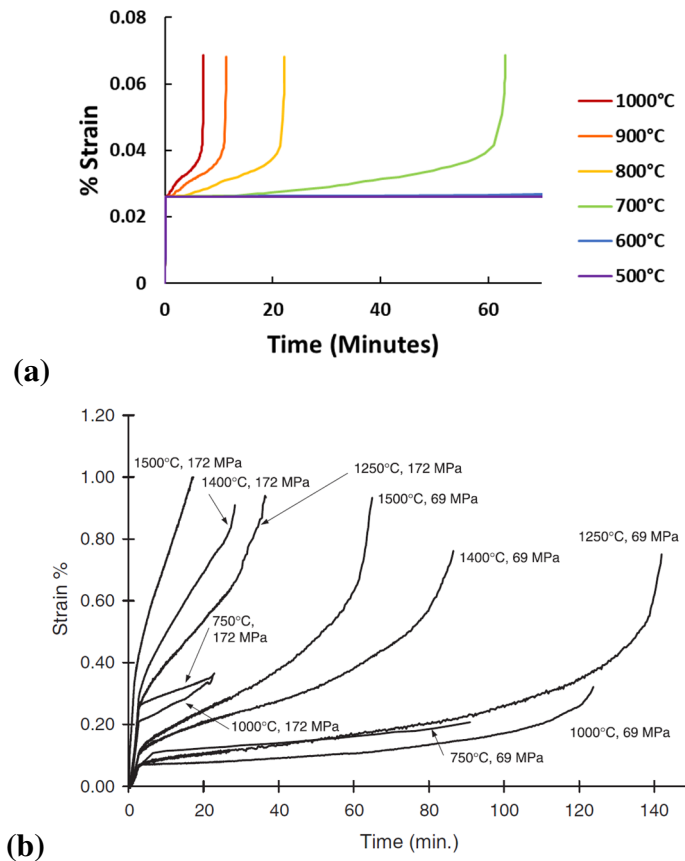 0.08
0.06
0.04
0.02
0
% Strain
0 20 40 60
Time (Minutes)
1000°C
900°C
800°C
700°C
600°C
500°C
(a)
1.20
1.00
0.80
0.60
0.40
0.20
0.00
Strain %
1500°C, 172 MPa
1400°C, 172 MPa
1250°C, 172 MPa
1500°C, 69 MPa
1250°C, 69 MPa
1400°C, 69 MPa
750°C,
172 MPa
1000°C, 172 MPa
750°C, 69 MPa
1000°C, 69 MPa
0 20 40 60 80 100 120 140
Time (min.)
(b)